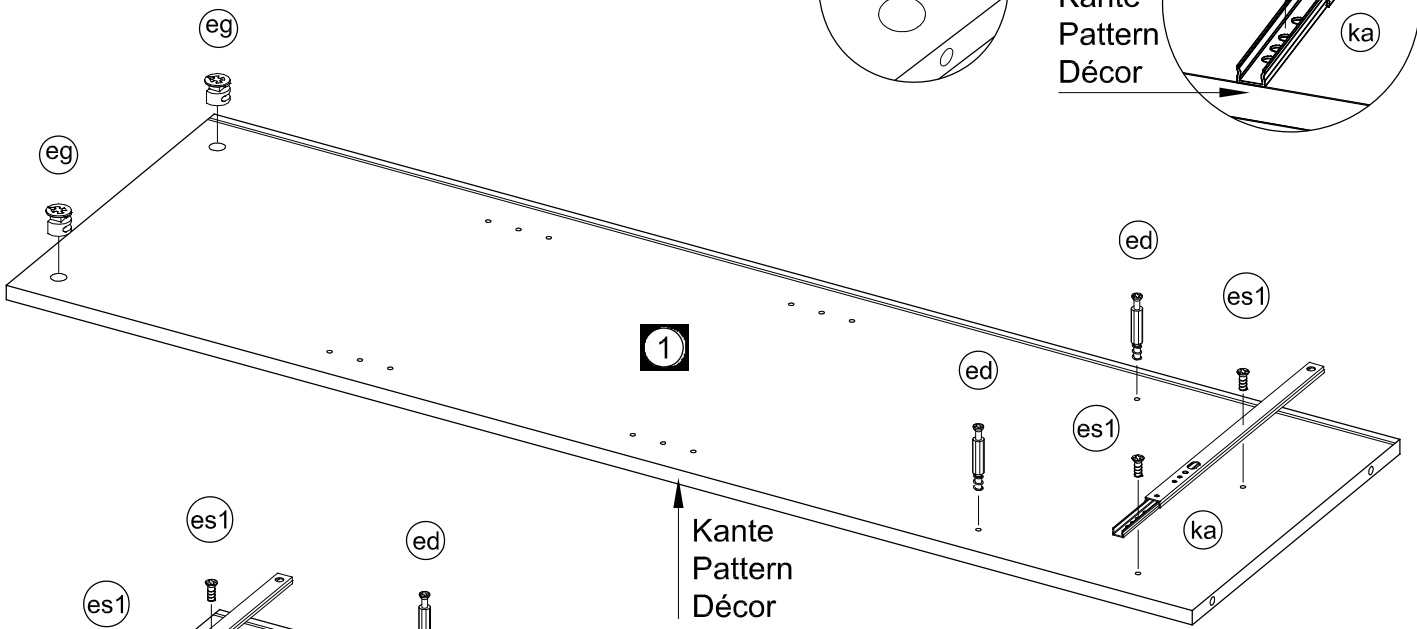 eg
Kante
Pattern
Décor
ka
eg
ed
es1
1
ed
es1
ka
es1
ed
Kante
Pattern
Décor
es1